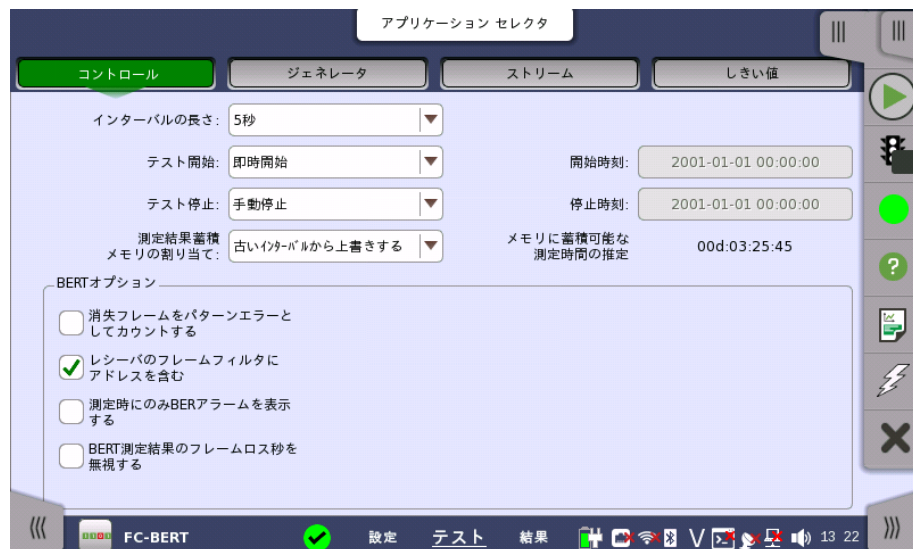 アプリケーション セレクタ
コントロール
ジェネレータ
ストリーム
しきい値
インターバルの長さ: 5秒
テスト開始: 即時開始
開始時刻: 2001-01-01 00:00:00
テスト停止: 手動停止
停止時刻: 2001-01-01 00:00:00
測定結果蓄積
メモリの割り当て: 古いｲﾝﾀｰﾊﾞﾙから上書きする
メモリに蓄積可能な
測定時間の推定 00d:03:25:45
BERTオプション
消失フレームをパターンエラーと
してカウントする
レシーバのフレームフィルタに
アドレスを含む
測定時にのみBERアラームを表示
する
BERT測定結果のフレームロス秒を
無視する
FC-BERT 設定 テスト 結果 13 22